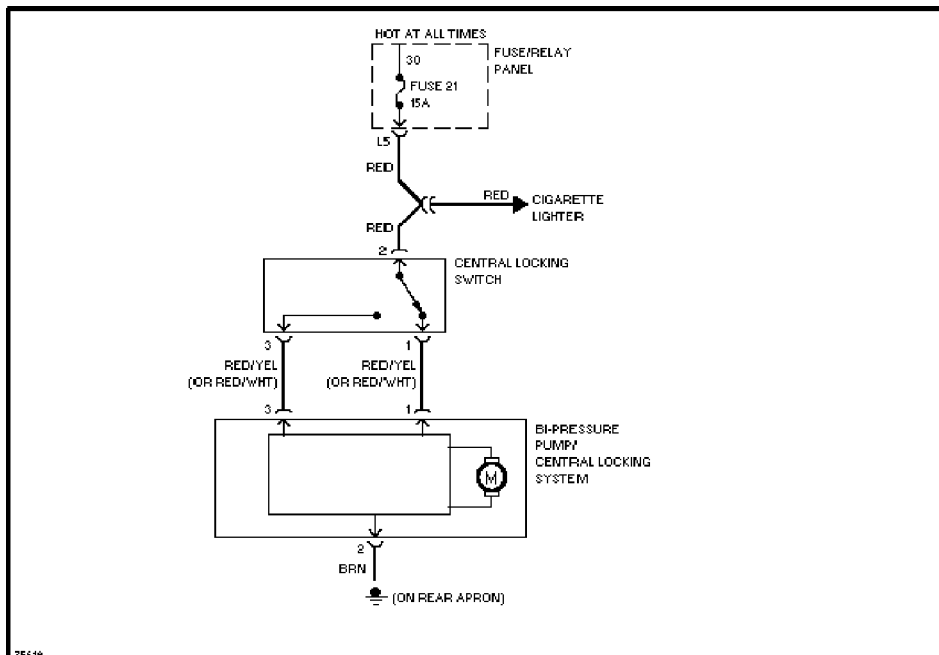 HOT AT ALL TIMES
FUSE/RELAY
PANEL
30
FUSE 21
15A
L5
RED
RED
CIGARETTE
LIGHTER
RED
2
CENTRAL LOCKING
SWITCH
3
1
RED/YEL
(OR RED/WHT)
RED/YEL
(OR RED/WHT)
3
1
BI-PRESSURE
PUMP/
CENTRAL LOCKING
SYSTEM
M
2
BRN
(ON REAR APRON)